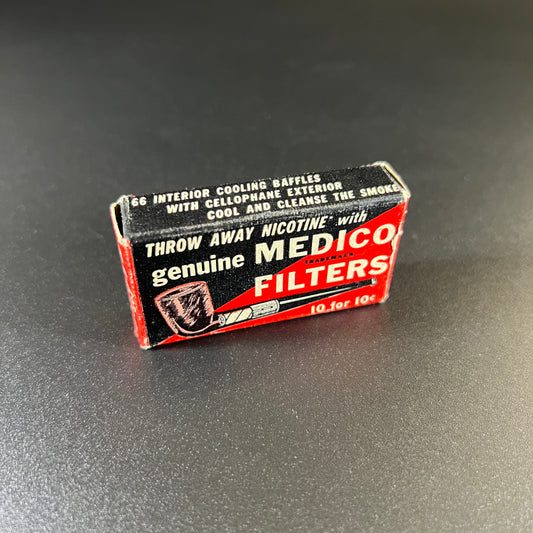 66 INTERIOR COOLING BAFFLES
WITH CELLOPHANE EXTERIOR
COOL AND CLEANSE THE SMOKE
THROW AWAY NICOTINE* with
genuine MEDICO
TRADEMARK
FILTERS
10 for 10¢